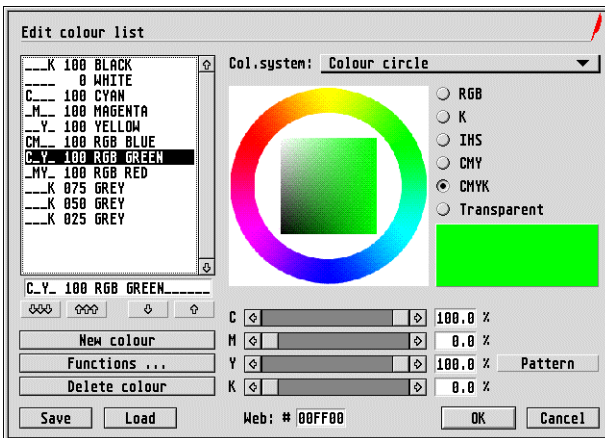 Edit colour list
___K 100 BLACK
____   0 WHITE
C___ 100 CYAN
_M__ 100 MAGENTA
__Y_ 100 YELLOW
CM__ 100 RGB BLUE
C_Y_ 100 RGB GREEN
_MY_ 100 RGB RED
___K 075 GREY
___K 050 GREY
___K 025 GREY
C_Y_ 100 RGB GREEN______
New colour
Functions ...
Delete colour
Save
Load
Col.system: Colour circle
RGB
K
IHS
CMY
CMYK
Transparent
C 100.0 %
M 0.0 %
Y 100.0 % Pattern
K 0.0 %
Web: # 00FF00
OK
Cancel